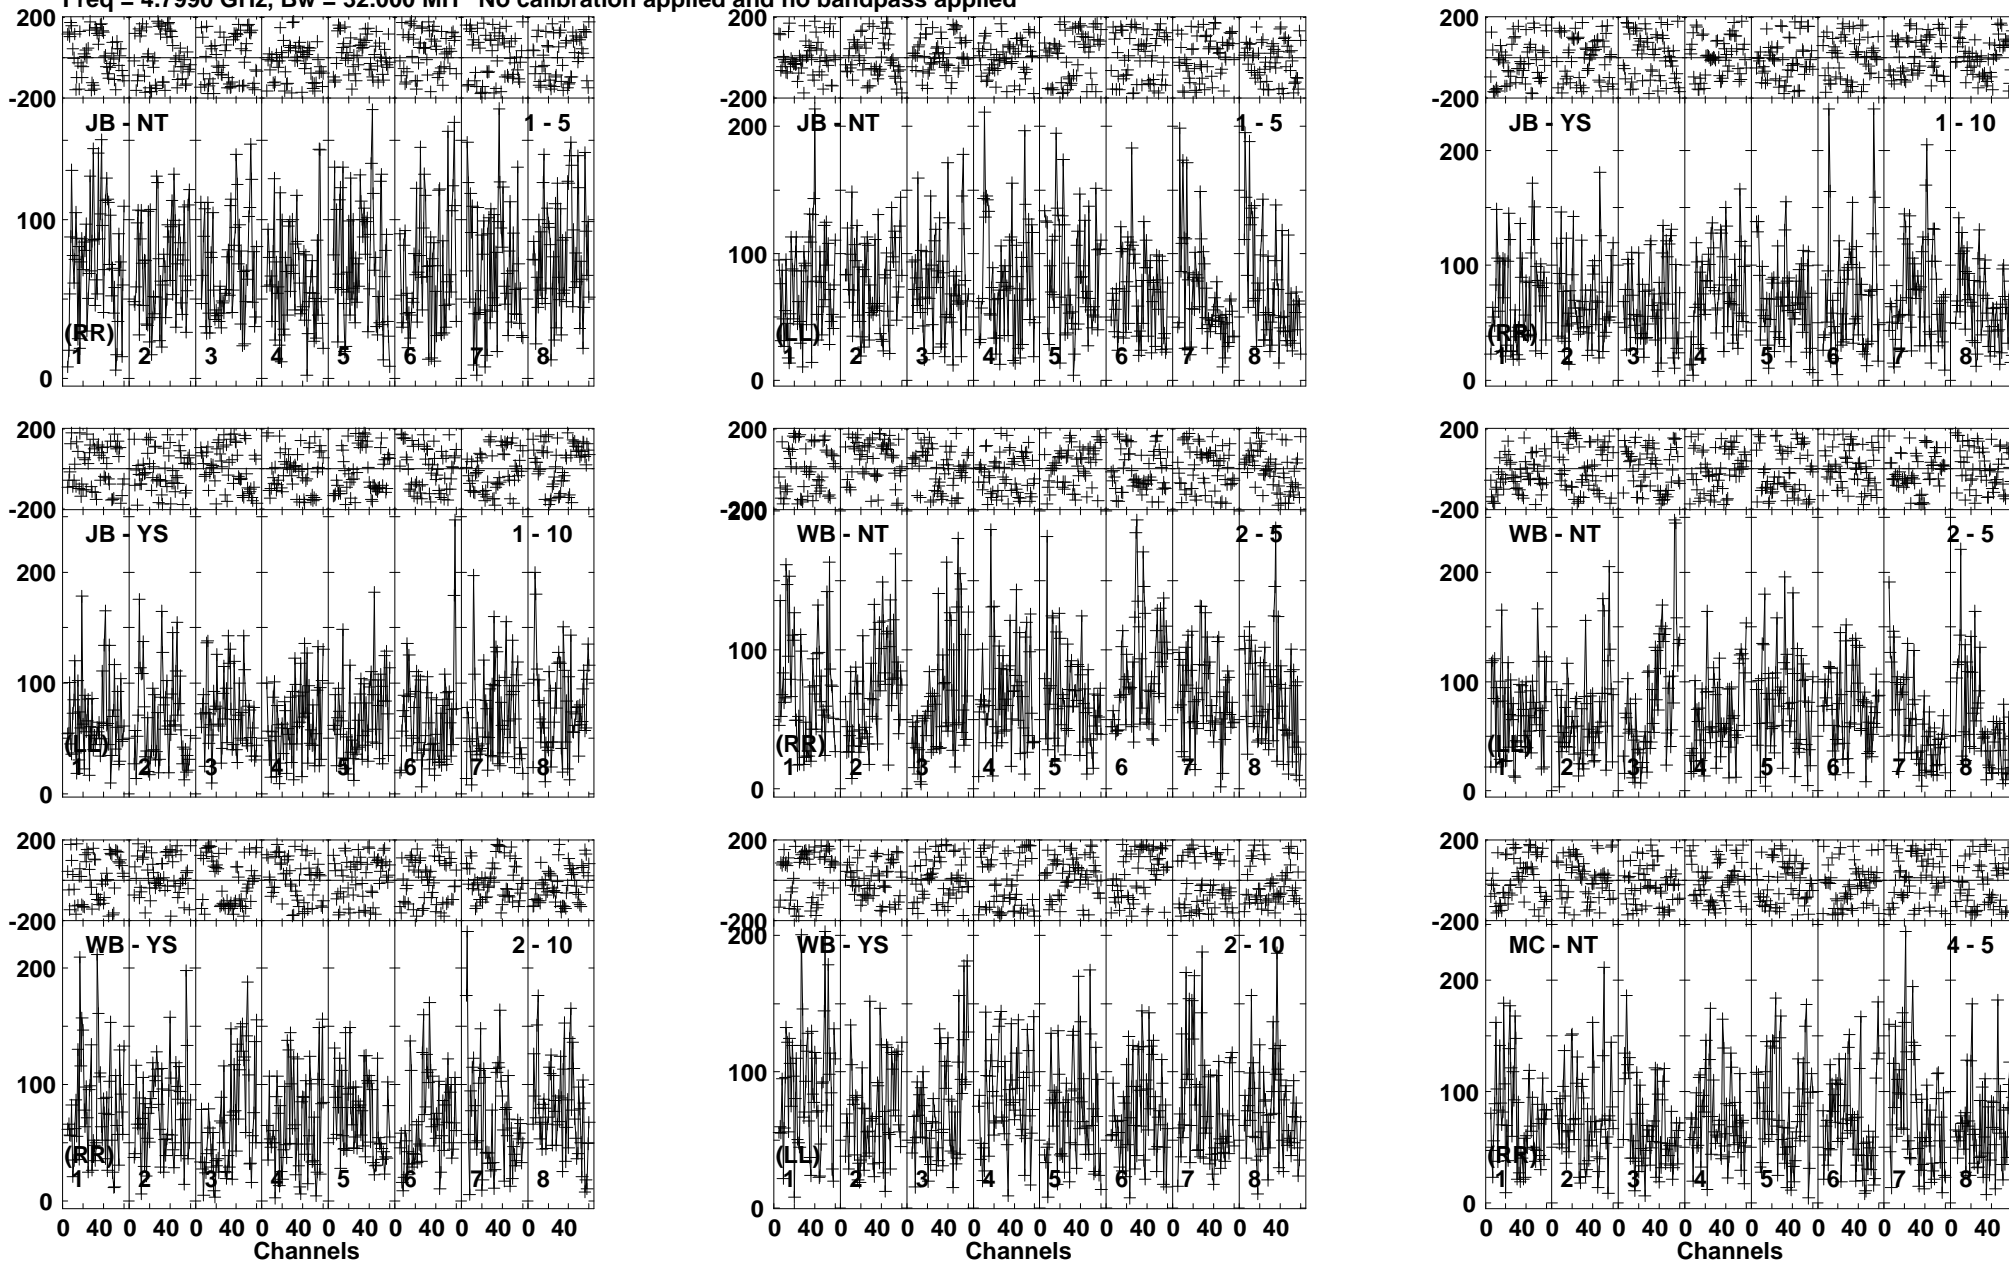 Freq = 4.7990 GHz, Bw = 32.000 MH No calibration applied and no bandpass applied
200 200 200
-200 -200 -200
JB - NT 1 - 5 JB - NT 1 - 5 JB - YS 1 - 10
200 200
100 100 100
(RR) (LL) (RR)
1 2 3 4 5 6 7 8 1 2 3 4 5 6 7 8 1 2 3 4 5 6 7 8
0 0 0
200 200 200
-200 -200 200 -200
JB - YS 1 - 10 WB - NT 2 - 5 WB - NT 2 - 5
200 200
100 100 100
(LL) (RR) (LL)
1 2 3 4 5 6 7 8 1 2 3 4 5 6 7 8 1 2 3 4 5 6 7 8
0 0 0
200 200 200
-200 -200 -200
WB - YS 2 - 10 WB - YS 2 - 10 MC - NT 4 - 5
200 200 200
100 100 100
(RR) (LL) (RR)
1 2 3 4 5 6 7 8 1 2 3 4 5 6 7 8 1 2 3 4 5 6 7 8
0 0 0
0 40 0 40 0 40 0 40 0 40 0 40 0 40 0 40 0 40 0 40 0 40 0 40 0 40 0 40 0 40 0 40 0 40 0 40 0 40 0 40 0 40 0 40 0 40 0 40
Channels Channels Channels